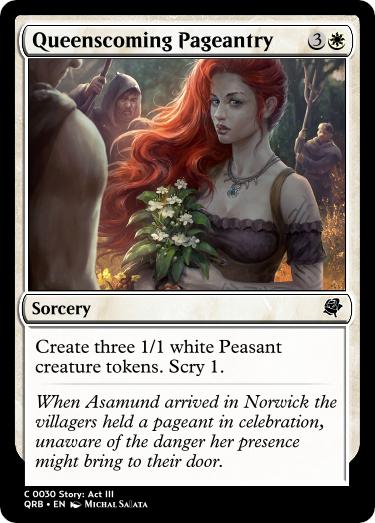 Queenscoming Pageantry 3
Sorcery
Create three 1/1 white Peasant
creature tokens. Scry 1.
When Asamund arrived in Norwick the
villagers held a pageant in celebration,
unaware of the danger her presence
might bring to their door.
C 0030 Story: Act III
QRB • EN Michal